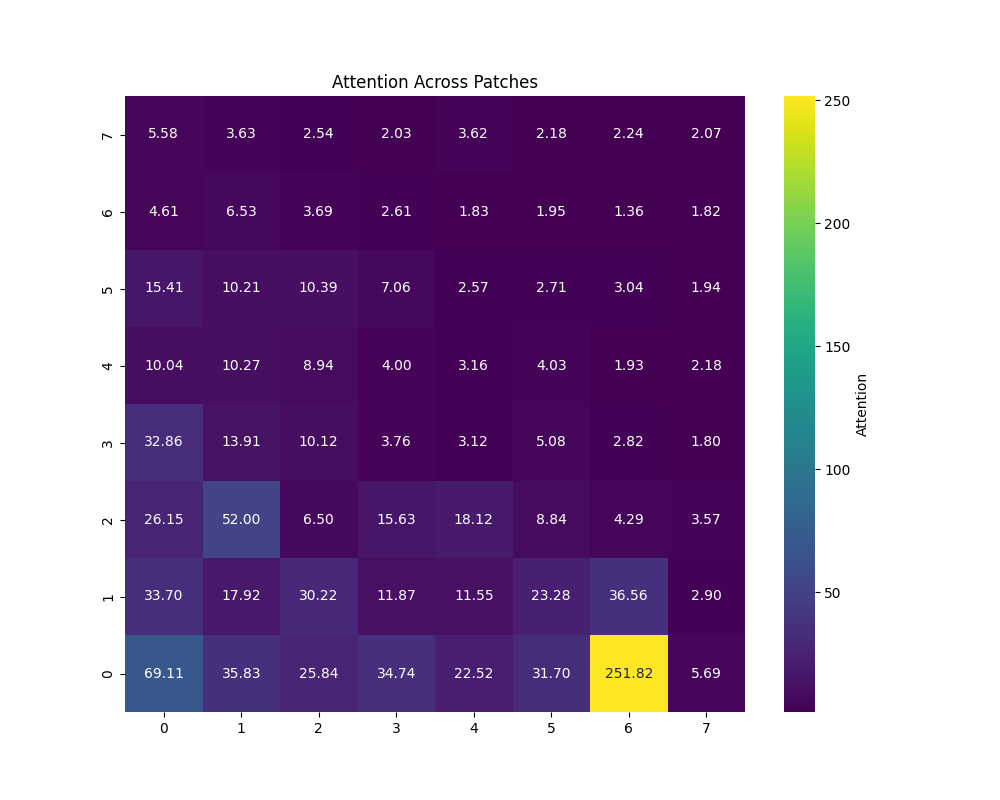 Attention Across Patches
7 5.58 3.63 2.54 2.03 3.62 2.18 2.24 2.07
6 4.61 6.53 3.69 2.61 1.83 1.95 1.36 1.82
5 15.41 10.21 10.39 7.06 2.57 2.71 3.04 1.94
4 10.04 10.27 8.94 4.00 3.16 4.03 1.93 2.18
3 32.86 13.91 10.12 3.76 3.12 5.08 2.82 1.80
2 26.15 52.00 6.50 15.63 18.12 8.84 4.29 3.57
1 33.70 17.92 30.22 11.87 11.55 23.28 36.56 2.90
0 69.11 35.83 25.84 34.74 22.52 31.70 251.82 5.69
0 1 2 3 4 5 6 7
250
200
150
100
50
Attention